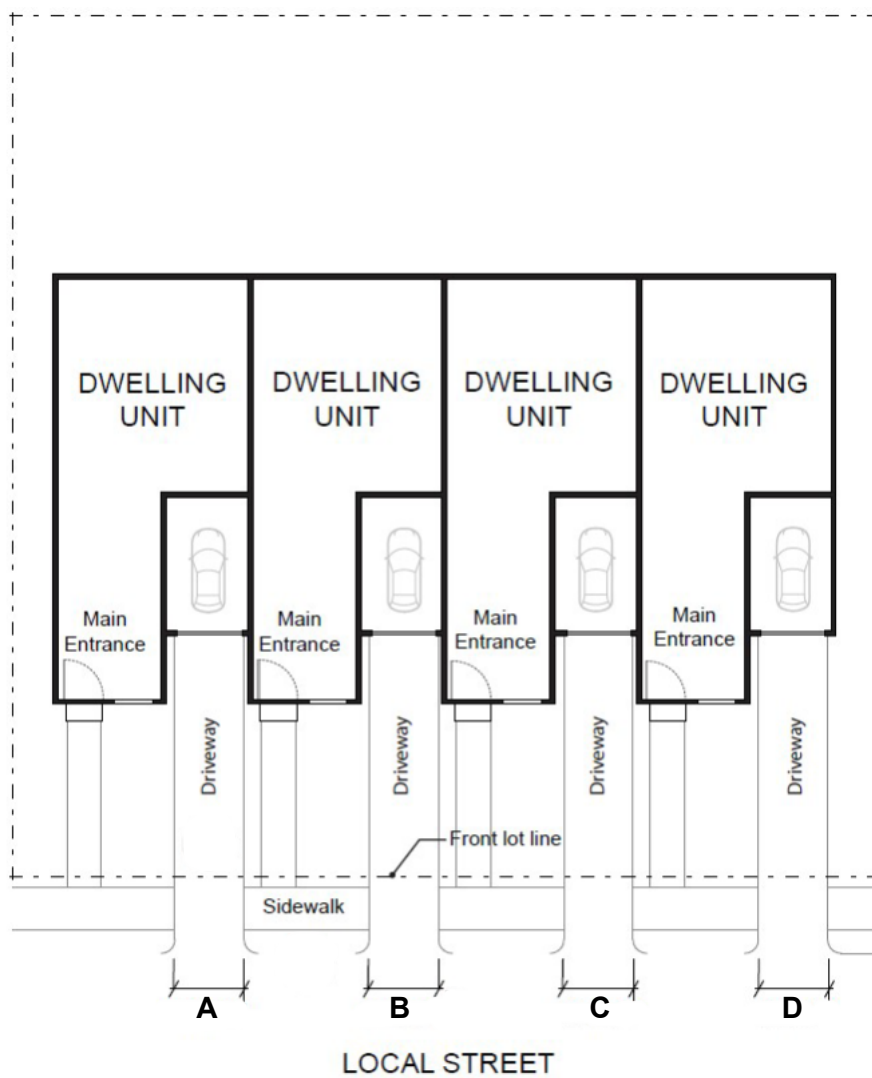 DWELLING
UNIT
DWELLING
UNIT
DWELLING
UNIT
DWELLING
UNIT
Main
Entrance
Main
Entrance
Main
Entrance
Main
Entrance
Driveway
Driveway
Driveway
Driveway
Front lot line
Sidewalk
A
B
C
D
LOCAL STREET